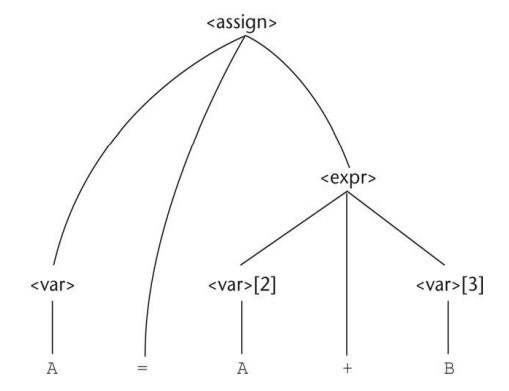 <assign>
<expr>
<var> <var>[2] <var>[3]
A = A + B